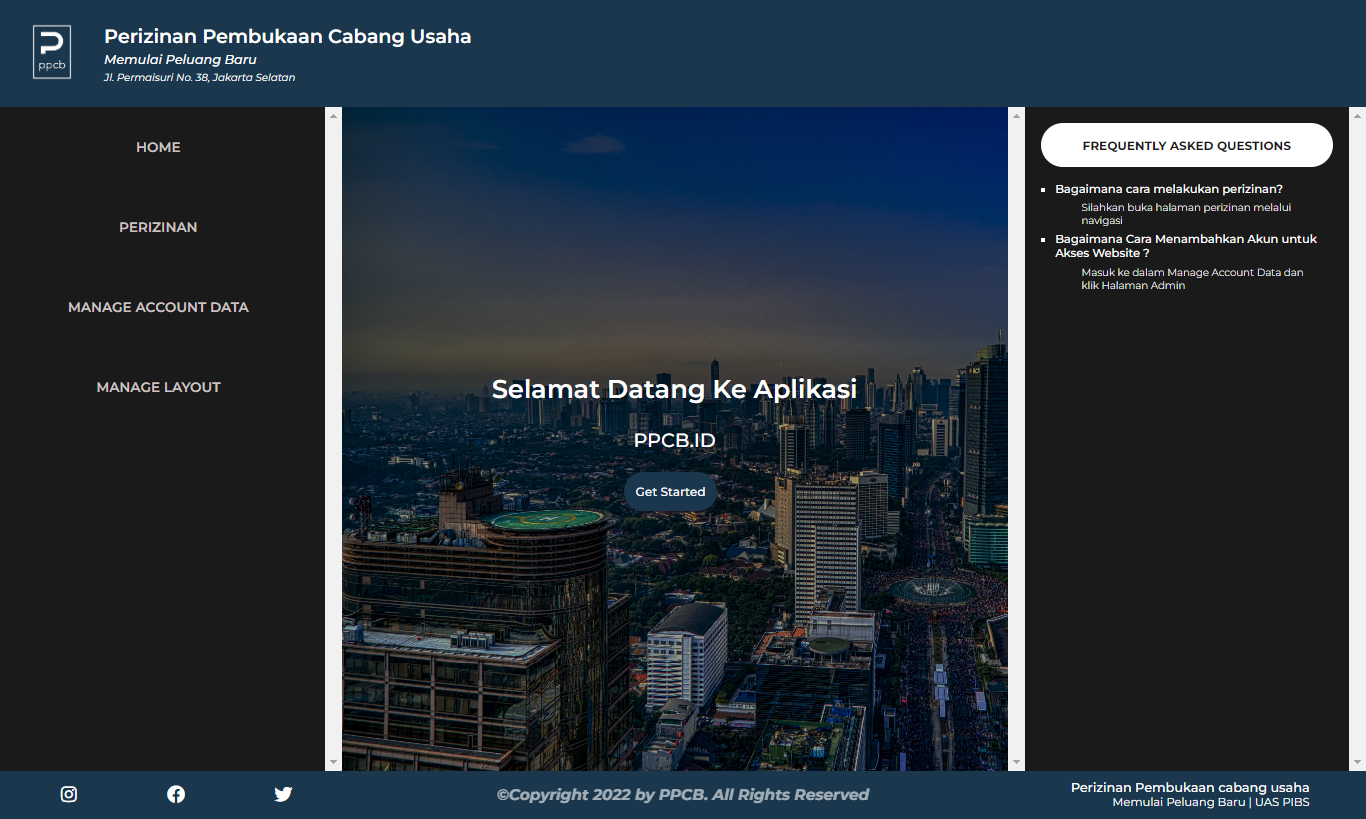 ppcb
Perizinan Pembukaan Cabang Usaha
Memulai Peluang Baru
Jl. Permaisuri No. 38, Jakarta Selatan
HOME
PERIZINAN
MANAGE ACCOUNT DATA
MANAGE LAYOUT
Selamat Datang Ke Aplikasi
PPCB.ID
Get Started
FREQUENTLY ASKED QUESTIONS
Bagaimana cara melakukan perizinan?
Silahkan buka halaman perizinan melalui
navigasi
Bagaimana Cara Menambahkan Akun untuk
Akses Website ?
Masuk ke dalam Manage Account Data dan
klik Halaman Admin
©Copyright 2022 by PPCB. All Rights Reserved
Perizinan Pembukaan cabang usaha
Memulai Peluang Baru | UAS PIBS